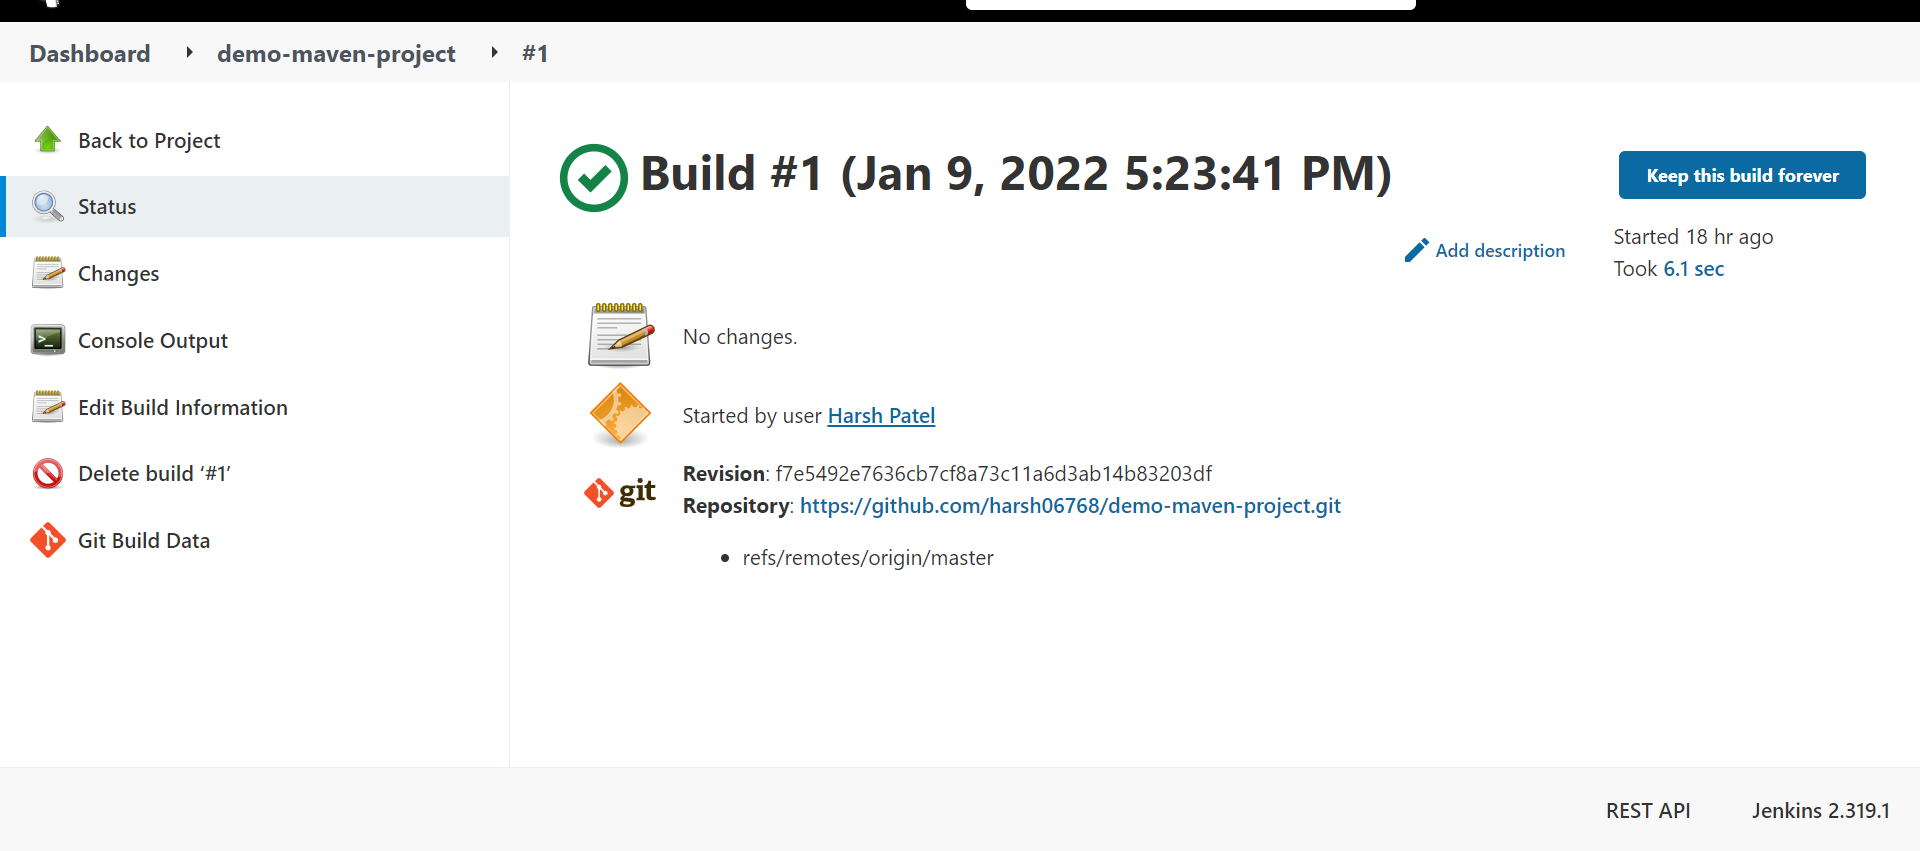 Dashboard ▸ demo-maven-project ▸ #1
Back to Project
Status
Changes
Console Output
Edit Build Information
Delete build ‘#1’
Git Build Data
Build #1 (Jan 9, 2022 5:23:41 PM)
Keep this build forever
Add description
Started 18 hr ago
Took 6.1 sec
No changes.
Started by user Harsh Patel
git
Revision: f7e5492e7636cb7cf8a73c11a6d3ab14b83203df
Repository: https://github.com/harsh06768/demo-maven-project.git
• refs/remotes/origin/master
REST API
Jenkins 2.319.1